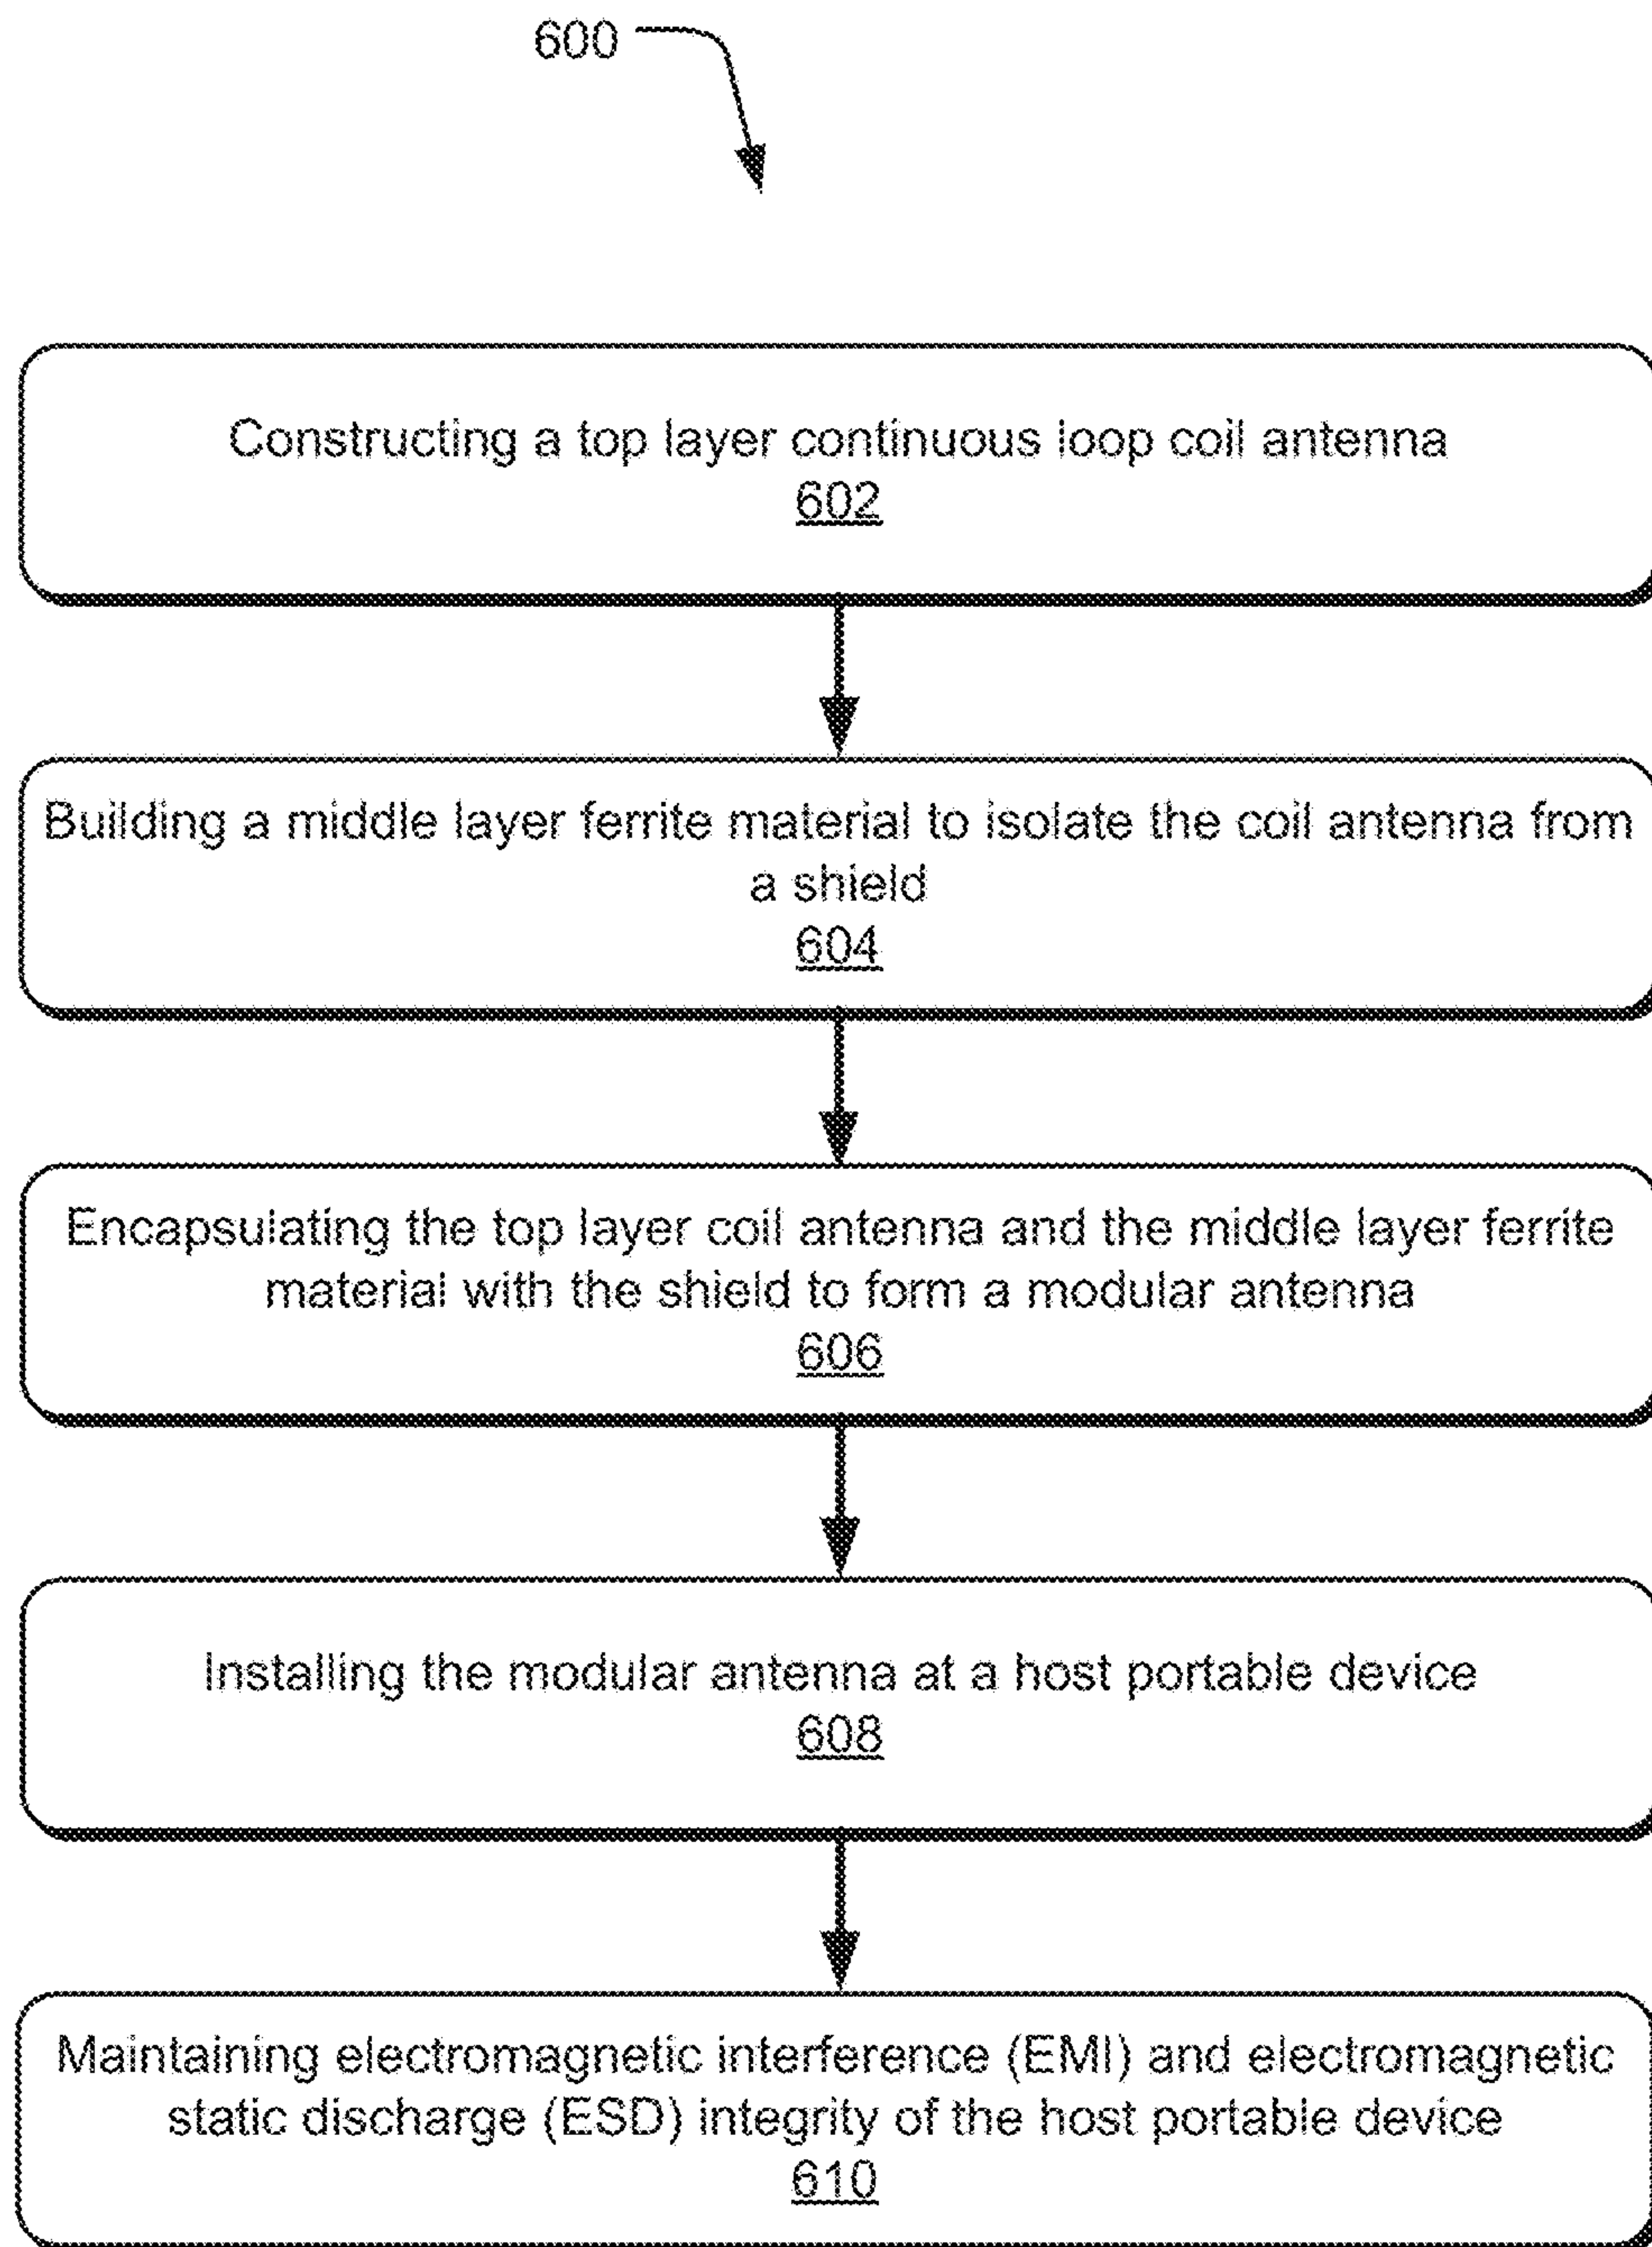 600
Constructing a top layer continuous loop coil antenna
602
Building a middle layer ferrite material to isolate the coil antenna from
a shield
604
Encapsulating the top layer coil antenna and the middle layer ferrite
material with the shield to form a modular antenna
606
Installing the modular antenna at a host portable device
608
Maintaining electromagnetic interference (EMI) and electromagnetic
static discharge (ESD) integrity of the host portable device
610